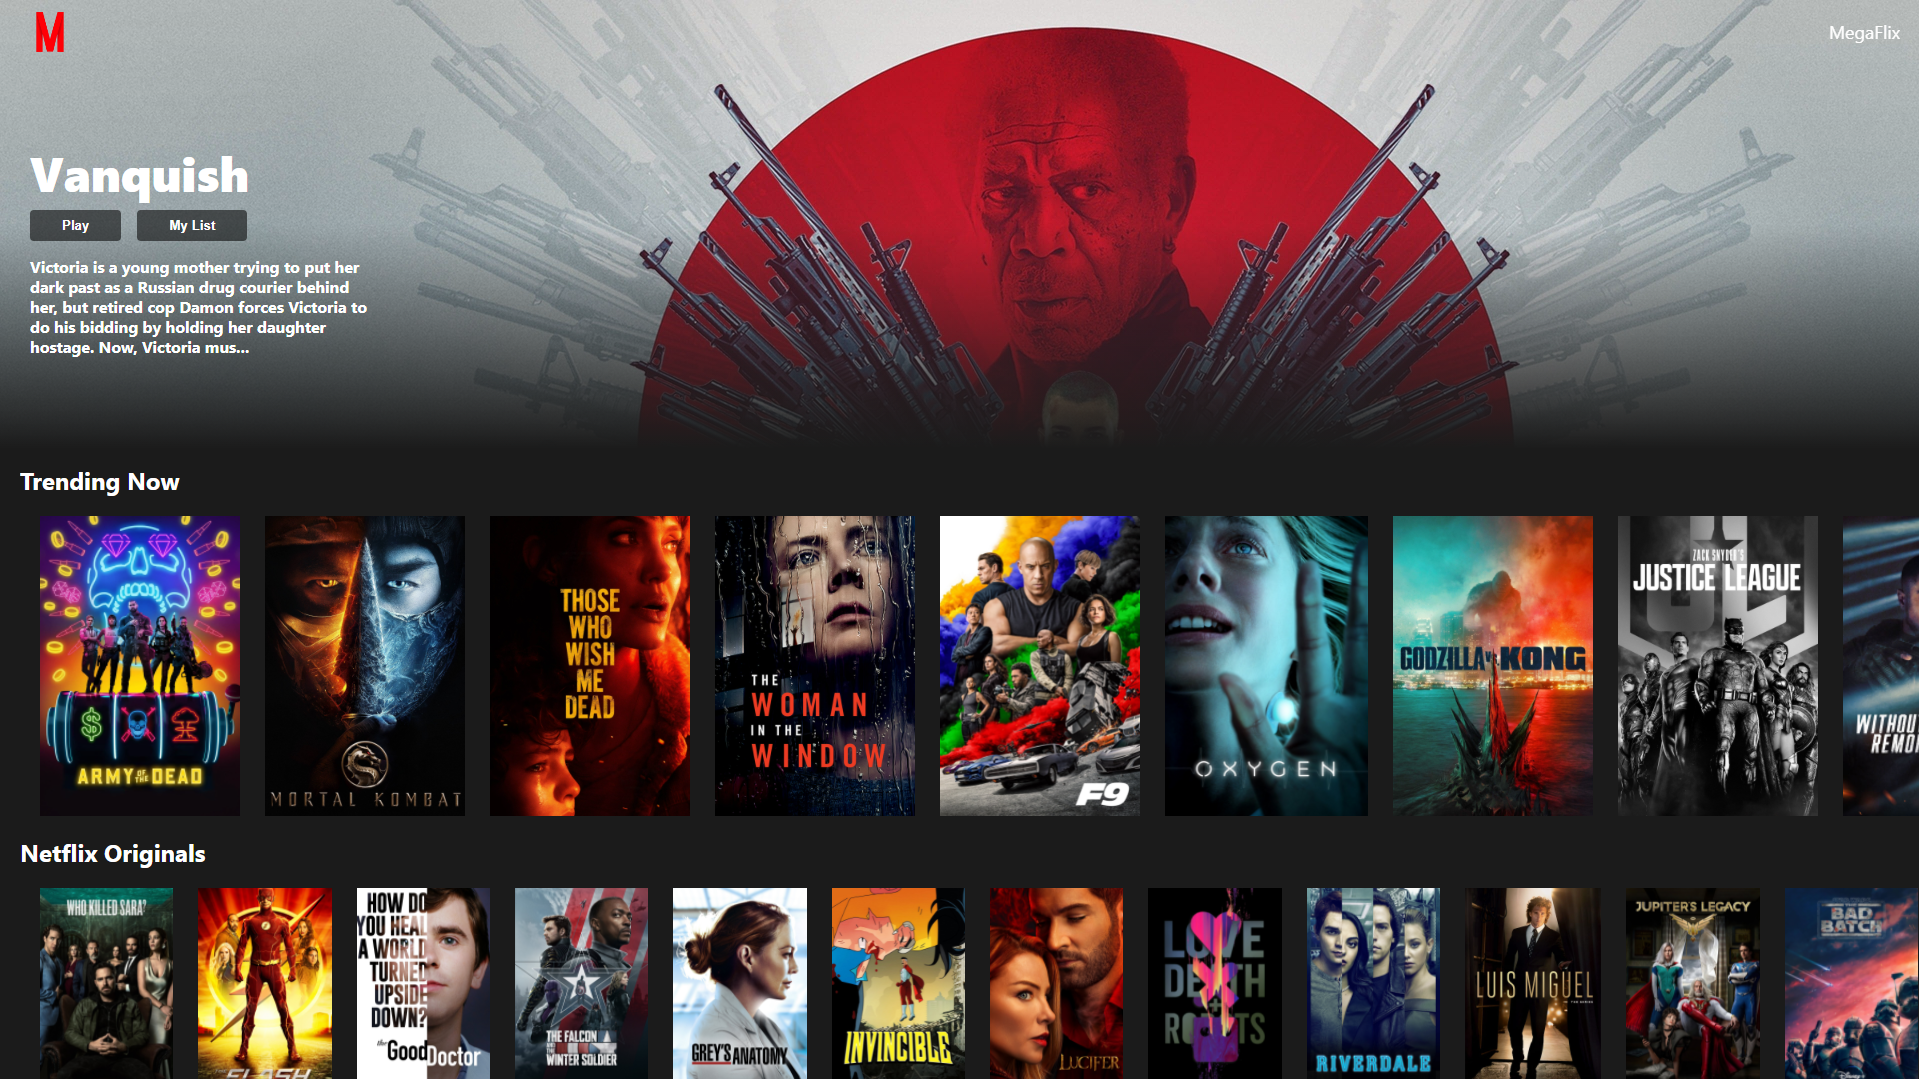 M
MegaFlix
Vanquish
Play
My List
Victoria is a young mother trying to put her
dark past as a Russian drug courier behind
her, but retired cop Damon forces Victoria to
do his bidding by holding her daughter
hostage. Now, Victoria mus...
Trending Now
ARMY OF THE DEAD
MORTAL KOMBAT
THOSE
WHO
WISH
ME
DEAD
THE
WOMAN
IN THE
WINDOW
F9
OXYGEN
GODZILLA v. KONG
ZACK SNYDER'S
JUSTICE LEAGUE
WITHOU
REMO
Netflix Originals
WHO KILLED SARA?
FLASH
HOW DO
YOU HEAL
A WORLD
TURNED
UPSIDE
DOWN?
the Good Doctor
THE FALCON
AND THE
WINTER SOLDIER
GREY'S ANATOMY
INVINCIBLE
LUCIFER
LOVE
DEATH
ROBOTS
RIVERDALE
LUIS MIGUEL
JUPITER'S LEGACY
THE
BAD
BATCH